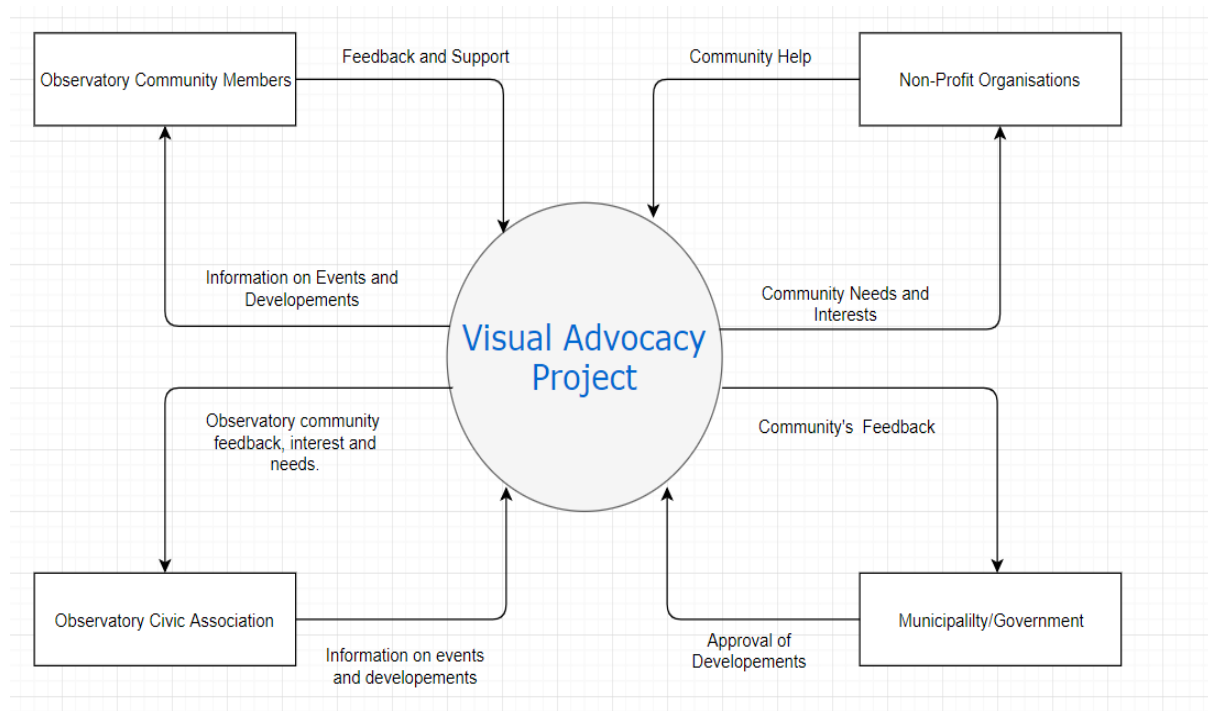 Feedback and Support
Community Help
Observatory Community Members
Non-Profit Organisations
Information on Events and
Developements
Community Needs and
Interests
Visual Advocacy
Project
Observatory community
feedback, interest and
needs.
Community's Feedback
Observatory Civic Association
Municipalilty/Government
Information on events
and developements
Approval of
Developements